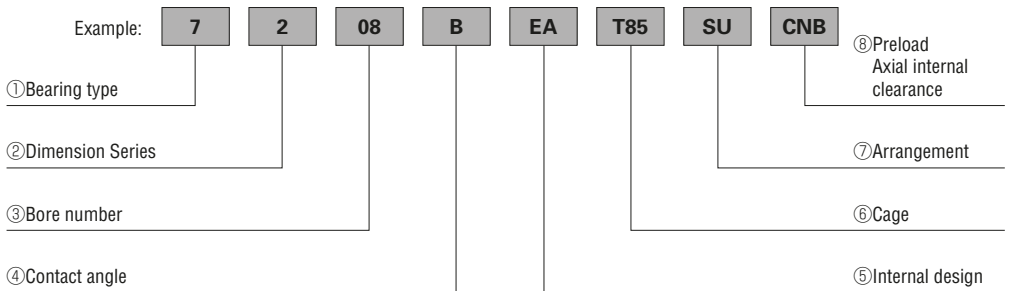 Example: 7 2 08 B EA T85 SU CNB
①Bearing type
②Dimension Series
③Bore number
④Contact angle
⑧Preload
Axial internal
clearance
⑦Arrangement
⑥Cage
⑤Internal design